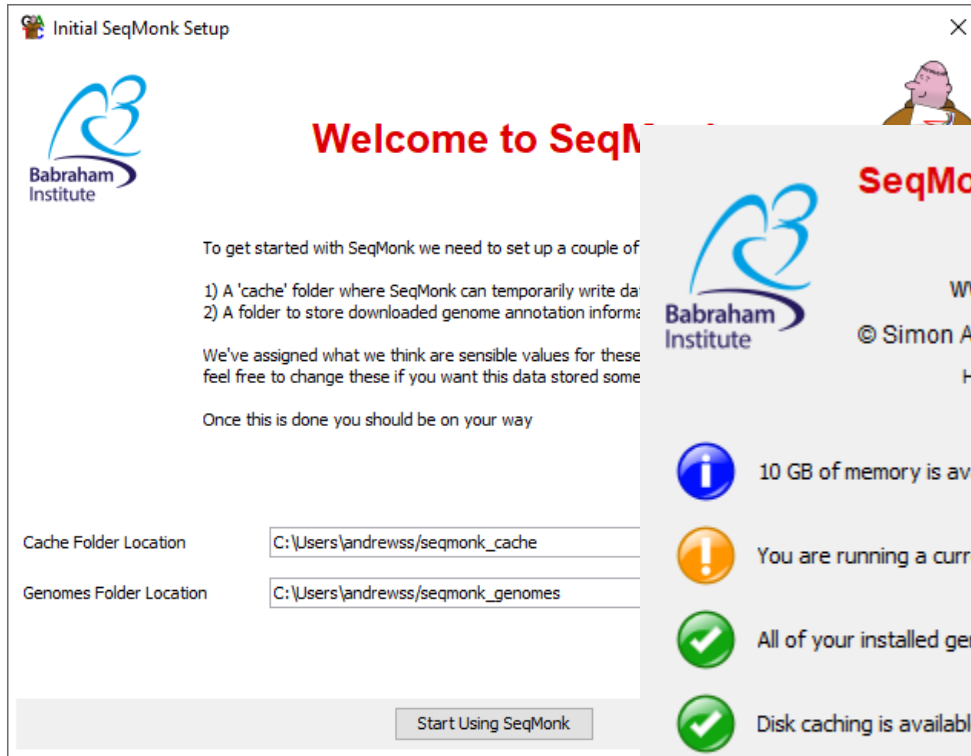 Initial SeqMonk Setup
Babraham
Institute
Welcome to Seq
To get started with SeqMonk we need to set up a couple of
1) A 'cache' folder where SeqMonk can temporarily write da
2) A folder to store downloaded genome annotation informa
We've assigned what we think are sensible values for these
feel free to change these if you want this data stored some
Once this is done you should be on your way
Cache Folder Location
C:\Users\andrewss/seqmonk_cache
Genomes Folder Location
C:\Users\andrewss/seqmonk_genomes
Start Using SeqMonk
Babraham
Institute
SeqMo
© Simon A
10 GB of memory is av
You are running a curr
All of your installed ge
Disk caching is availabl